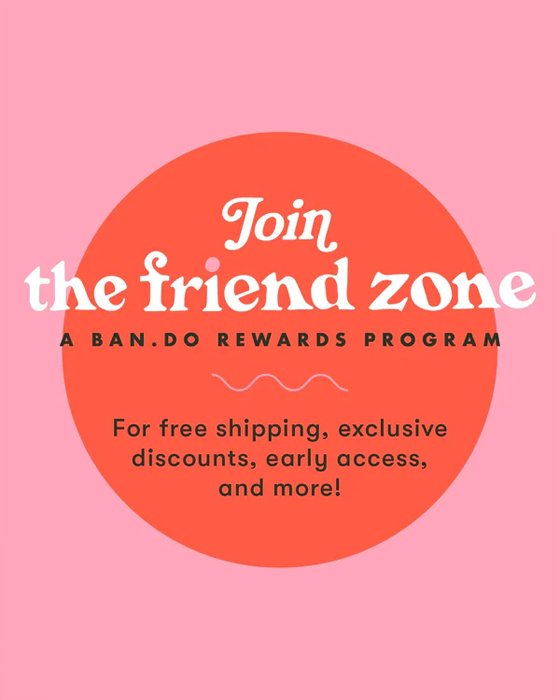 Join
the friend zone
A BAN.DO REWARDS PROGRAM
For free shipping, exclusive
discounts, early access,
and more!